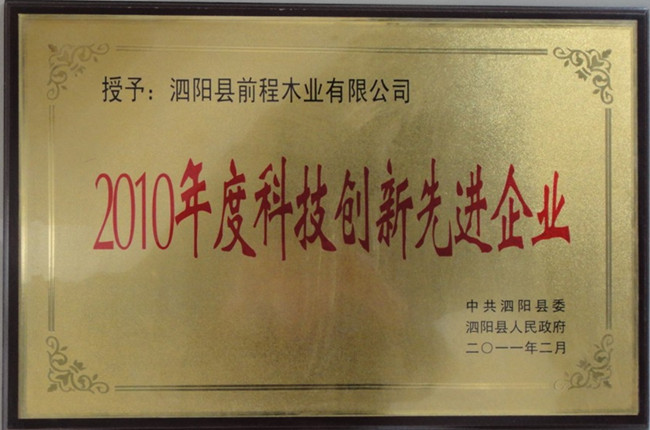 授予：泗阳县前程木业有限公司
2010年度科技创新先进企业
中共泗阳县委
泗阳县人民政府
二〇一一年二月